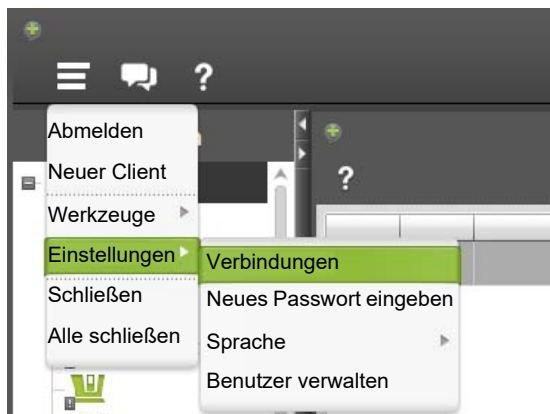 ?
?
Abmelden
Neuer Client
Werkzeuge
Einstellungen
Schließen
Alle schließen
Verbindungen
Neues Passwort eingeben
Sprache
Benutzer verwalten